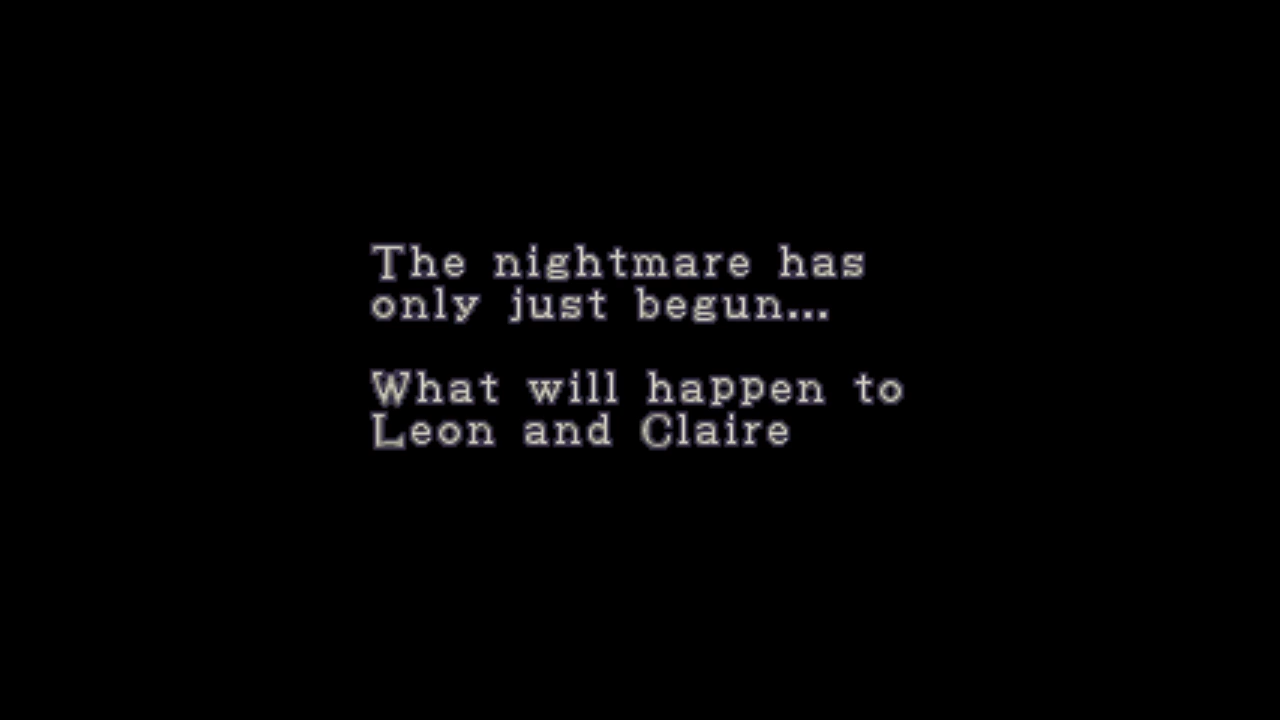 The nightmare has
only just begun...
What will happen to
Leon and Claire